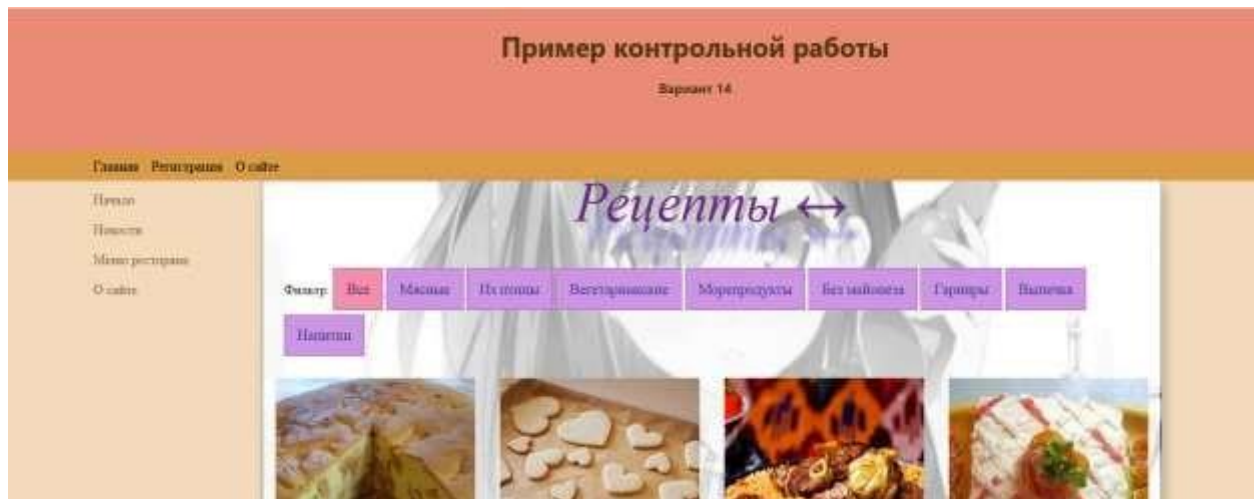 Пример контрольной работы
Вариант 14
Главная Регистрация О сайте
Начало
Новости
Меню ресторана
О сайте
Рецепты ↔
Фильтр Все Мясные Из птицы Вегетарианские Морепродукты Без майонеза Гарниры Выпечка
Напитки